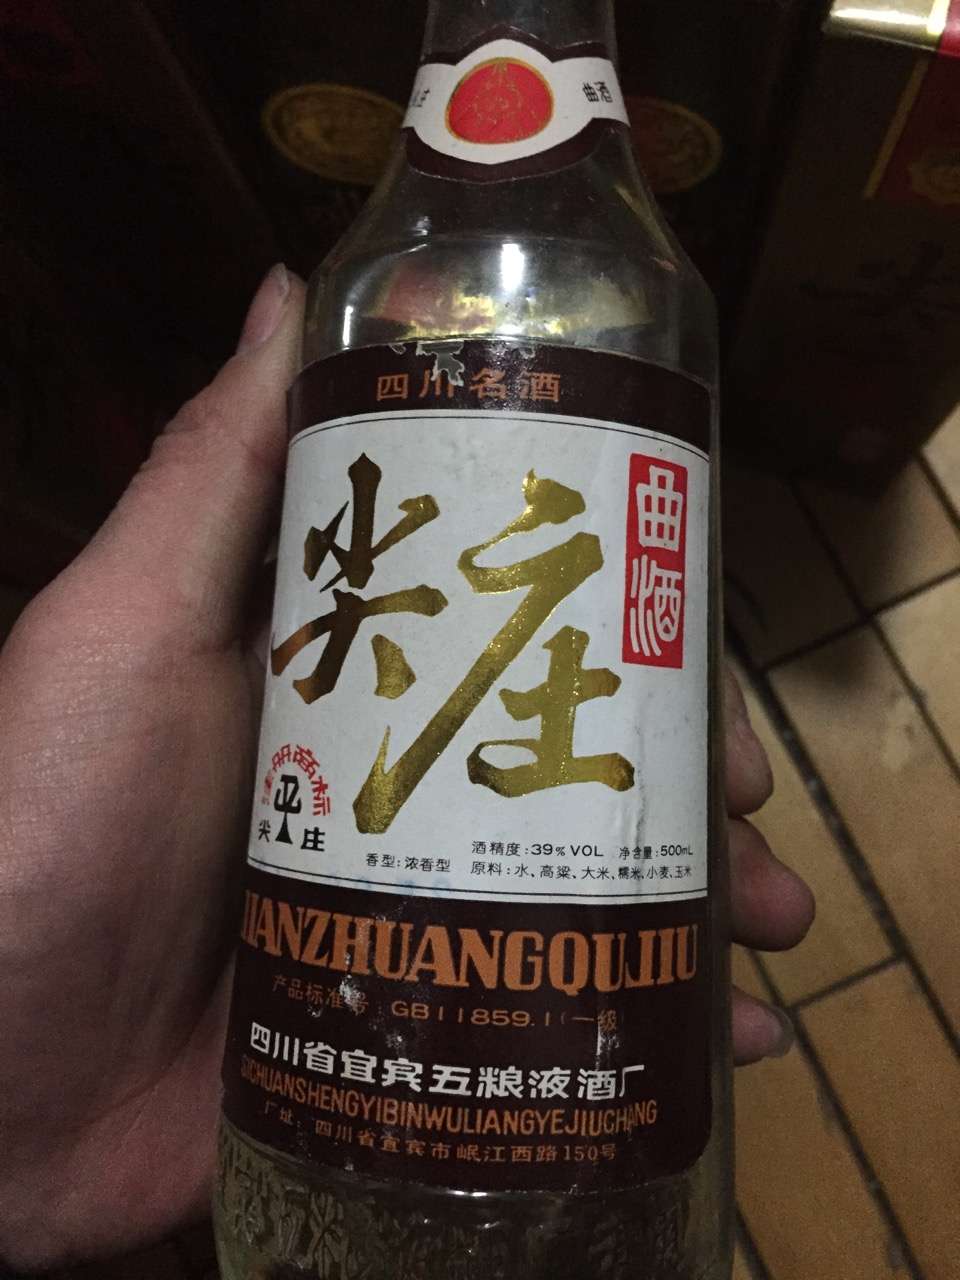 曲酒
四川名酒
尖庄
曲酒
注册商标
尖庄
酒精度:39%VOL 净含量:500mL
香型:浓香型 原料:水、高粱、大米、糯米、小麦、玉米
JIANZHUANGQUJIU
产品标准号:GB11859.1(一级)
四川省宜宾五粮液酒厂
SICHUANSHENGYIBINWULIANGYEJIUCHANG
厂址:四川省宜宾市岷江西路150号